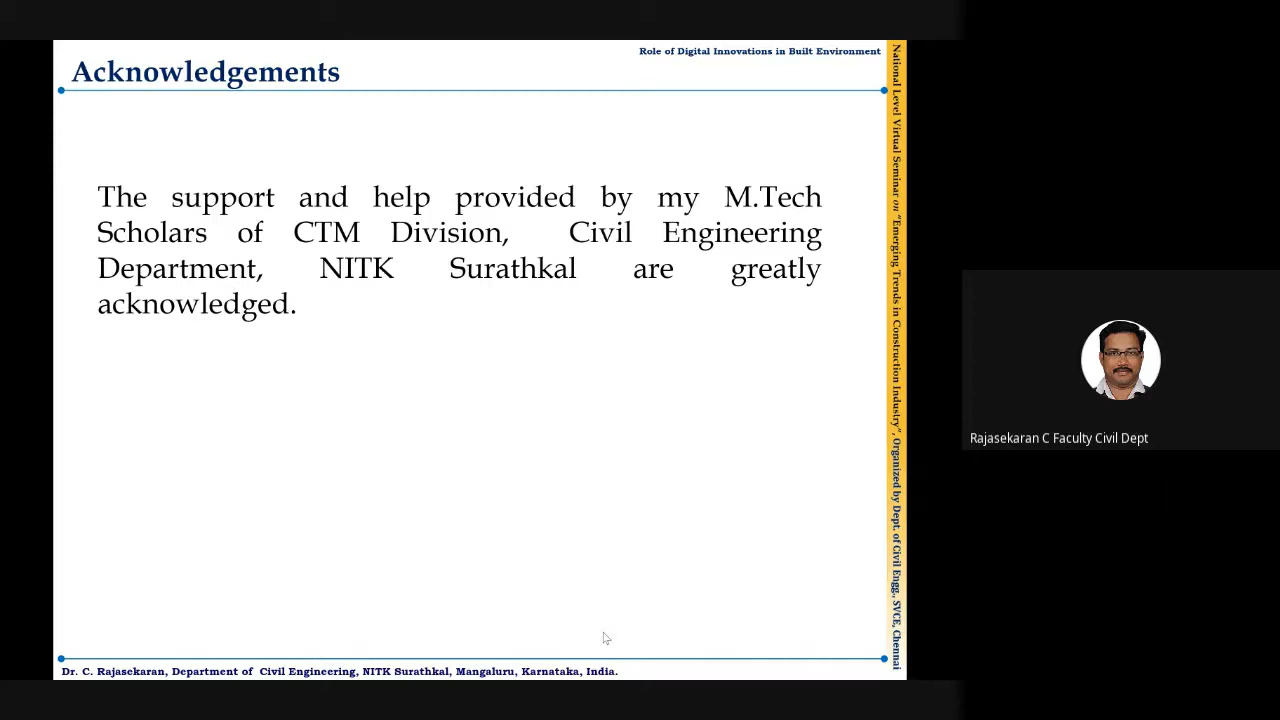 Role of Digital Innovations in Built Environment
Acknowledgements
The support and help provided by my M.Tech
Scholars of CTM Division, Civil Engineering
Department, NITK Surathkal are greatly
acknowledged.
National Level Virtual Seminar on “Emerging Trends in Construction Industry”, Organized by Dept. of Civil Engg., SVCE, Chennai
Dr. C. Rajasekaran, Department of Civil Engineering, NITK Surathkal, Mangaluru, Karnataka, India.
Rajasekaran C Faculty Civil Dept